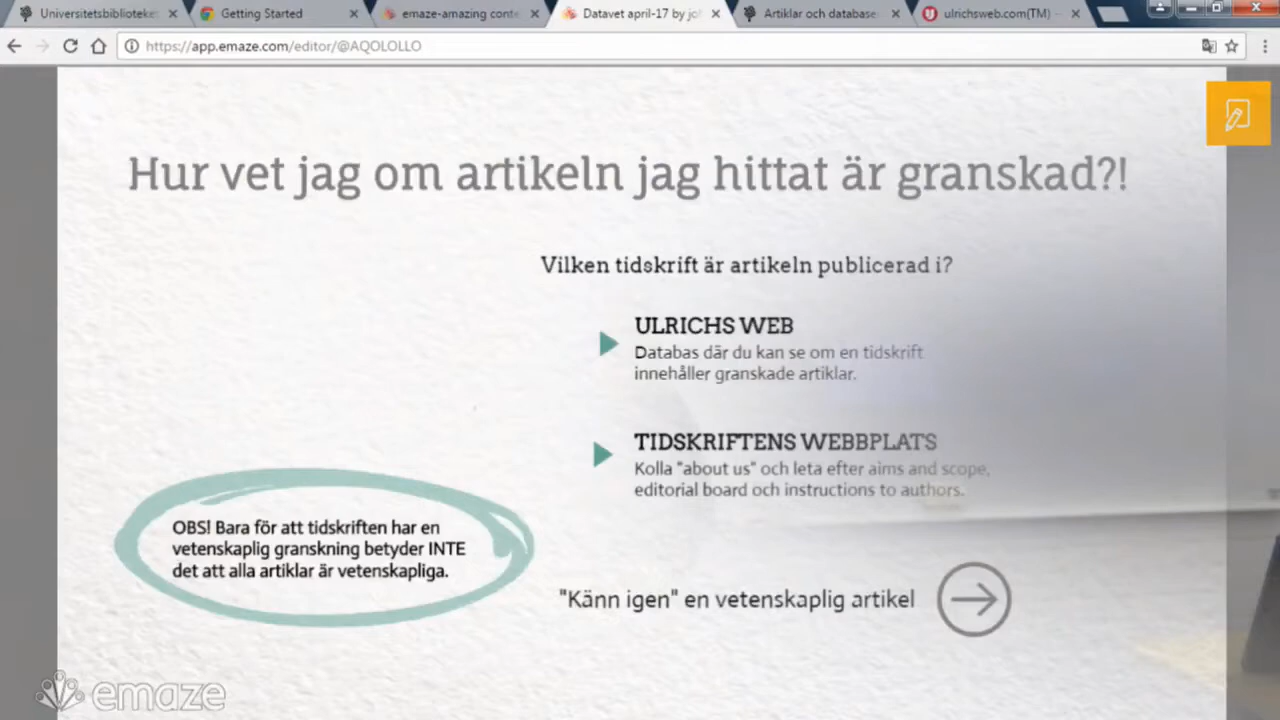 Universitetsbiblioteke
Getting Started
emaze-amazing conte
Datavet april-17 by jo
Artiklar och database
ulrichsweb.com(TM) --
https://app.emaze.com/editor/@AQOLOLLO
Hur vet jag om artikeln jag hittat är granskad?!
Vilken tidskrift är artikeln publicerad i?
ULRICHS WEB
Databas där du kan se om en tidskrift
innehåller granskade artiklar.
TIDSKRIFTENS WEBBPLATS
Kolla "about us" och leta efter aims and scope,
editorial board och instructions to authors.
OBS! Bara för att tidskriften har en
vetenskaplig granskning betyder INTE
det att alla artiklar är vetenskapliga.
"Känn igen" en vetenskaplig artikel
emaze